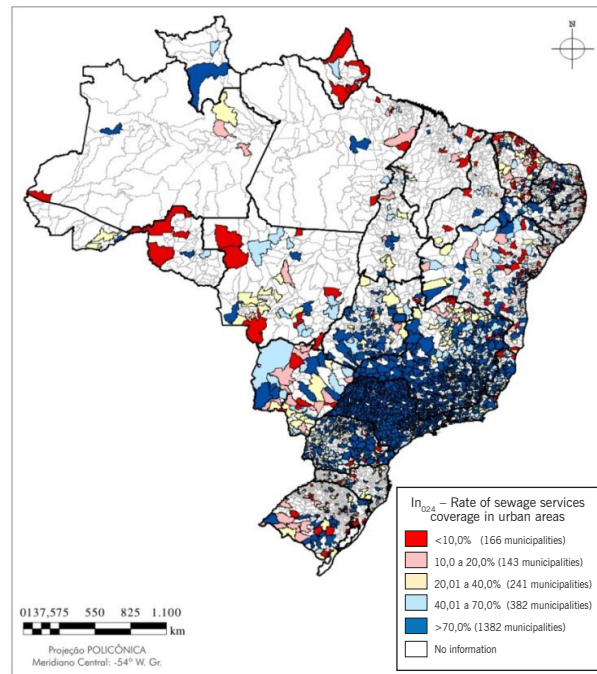 N
In024 – Rate of sewage services
coverage in urban areas
<10,0% (166 municipalities)
10,0 a 20,0% (143 municipalities)
20,01 a 40,0% (241 municipalities)
40,01 a 70,0% (382 municipalities)
>70,0% (1382 municipalities)
No information
0137,575 550 825 1.100
km
Projeção POLICÔNICA
Meridiano Central: -54° W. Gr.